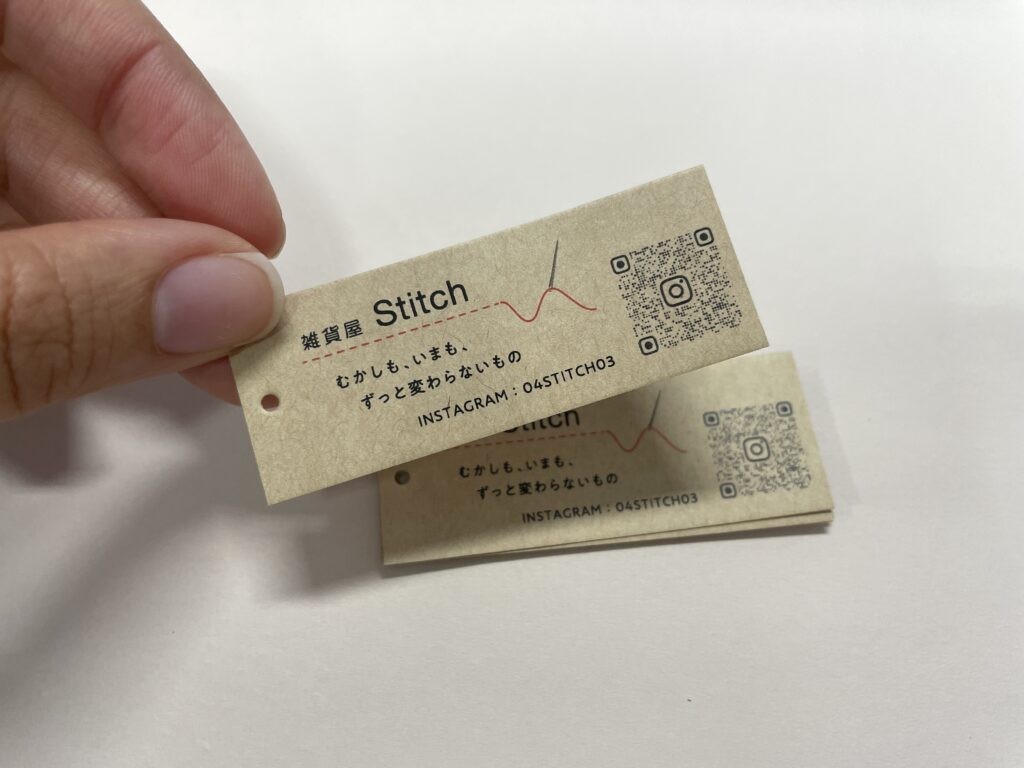 雑貨屋 Stitch
むかしも、いまも、
ずっと変わらないもの
INSTAGRAM：04STITCH03
Stitch
むかしも、いまも、
ずっと変わらないもの
INSTAGRAM：04STITCH03